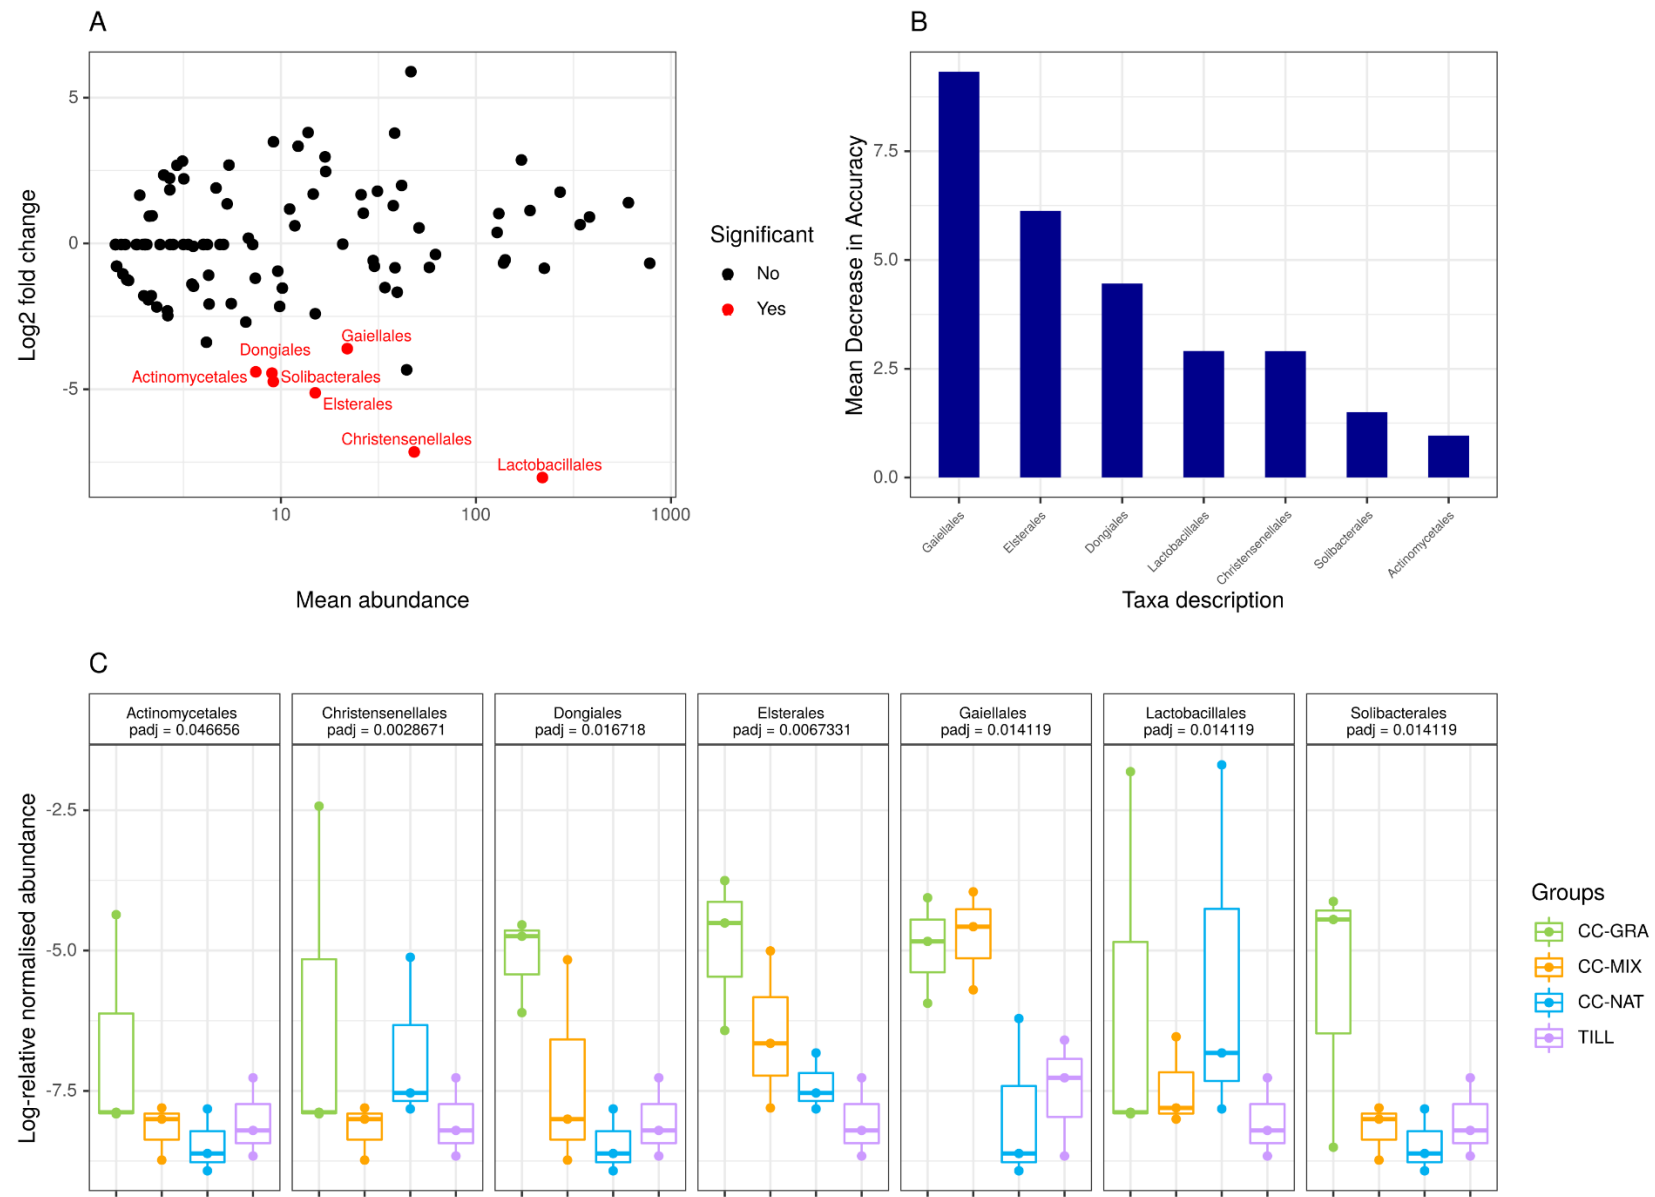 A
B
5
0
-5
Log2 fold change
Gaiellales
Dongiales
Actinomycetales
Solibacterales
Elsterales
Christensenellales
Lactobacillales
10
100
1000
Mean abundance
Significant
No
Yes
7.5
5.0
2.5
0.0
Mean Decrease in Accuracy
Gaiellales
Elsterales
Dongiales
Lactobacillales
Christensenellales
Solibacterales
Actinomycetales
Taxa description
C
Actinomycetales
padj = 0.046656
Christensenellales
padj = 0.0028671
Dongiales
padj = 0.016718
Elsterales
padj = 0.0067331
Gaiellales
padj = 0.014119
Lactobacillales
padj = 0.014119
Solibacterales
padj = 0.014119
-2.5
-5.0
-7.5
Log-relative normalised abundance
Groups
CC-GRA
CC-MIX
CC-NAT
TILL